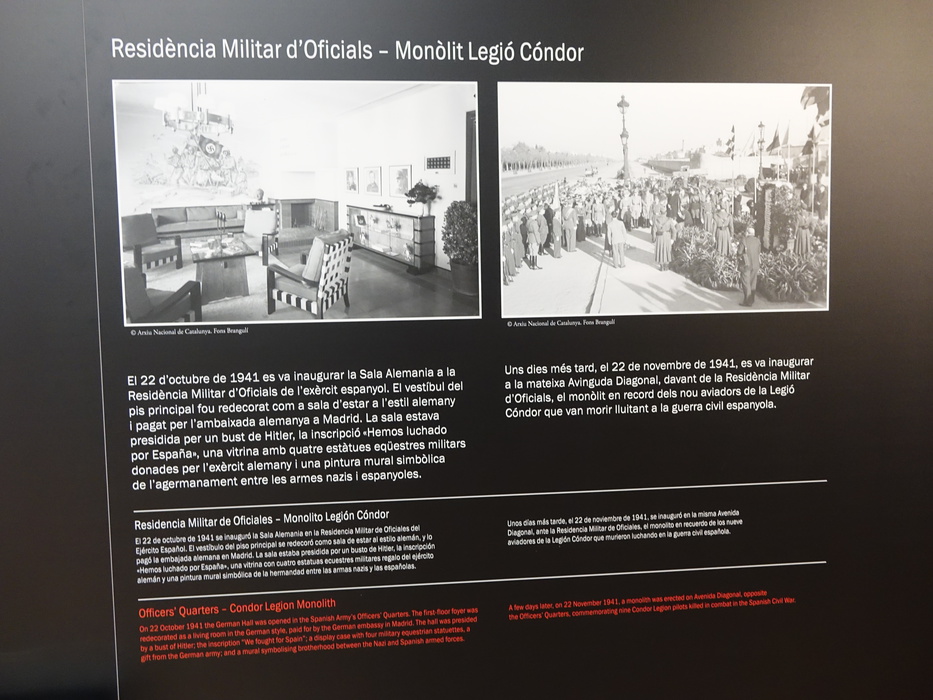 Residència Militar d'Oficials – Monòlit Legió Cóndor
© Arxiu Nacional de Catalunya. Fons Brangulí
© Arxiu Nacional de Catalunya. Fons Brangulí
El 22 d'octubre de 1941 es va inaugurar la Sala Alemania a la
Residència Militar d'Oficials de l'exèrcit espanyol. El vestíbul del
pis principal fou redecorat com a sala d'estar a l'estil alemany
i pagat per l'ambaixada alemanya a Madrid. La sala estava
presidida per un bust de Hitler, la inscripció «Hemos luchado
por España», una vitrina amb quatre estàtues eqüestres militars
donades per l'exèrcit alemany i una pintura mural simbòlica
de l'agermanament entre les armes nazis i espanyoles.
Uns dies més tard, el 22 de novembre de 1941, es va inaugurar
a la mateixa Avinguda Diagonal, davant de la Residència Militar
d'Oficials, el monòlit en record dels nou aviadors de la Legió
Cóndor que van morir lluitant a la guerra civil espanyola.
Residencia Militar de Oficiales – Monolito Legión Cóndor
El 22 de octubre de 1941 se inauguró la Sala Alemania en la Residencia Militar de Oficiales del
Ejército Español. El vestíbulo del piso principal se redecoró como sala de estar al estilo alemán, y lo
pagó la embajada alemana en Madrid. La sala estaba presidida por un busto de Hitler, la inscripción
«Hemos luchado por España», una vitrina con cuatro estatuas ecuestres militares regalo del ejército
alemán y una pintura mural simbólica de la hermandad entre las armas nazis y las españolas.
Unos días más tarde, el 22 de noviembre de 1941, se inauguró en la misma Avenida
Diagonal, ante la Residencia Militar de Oficiales, el monolito en recuerdo de los nueve
aviadores de la Legión Cóndor que murieron luchando en la guerra civil española.
Officers' Quarters – Condor Legion Monolith
On 22 October 1941 the German Hall was opened in the Spanish Army's Officers' Quarters. The first-floor foyer was
redecorated as a living room in the German style, paid for by the German embassy in Madrid. The hall was presided
by a bust of Hitler; the inscription "We fought for Spain"; a display case with four military equestrian statuettes, a
gift from the German army; and a mural symbolising brotherhood between the Nazi and Spanish armed forces.
A few days later, on 22 November 1941, a monolith was erected on Avenida Diagonal, opposite
the Officers' Quarters, commemorating nine Condor Legion pilots killed in combat in the Spanish Civil War.